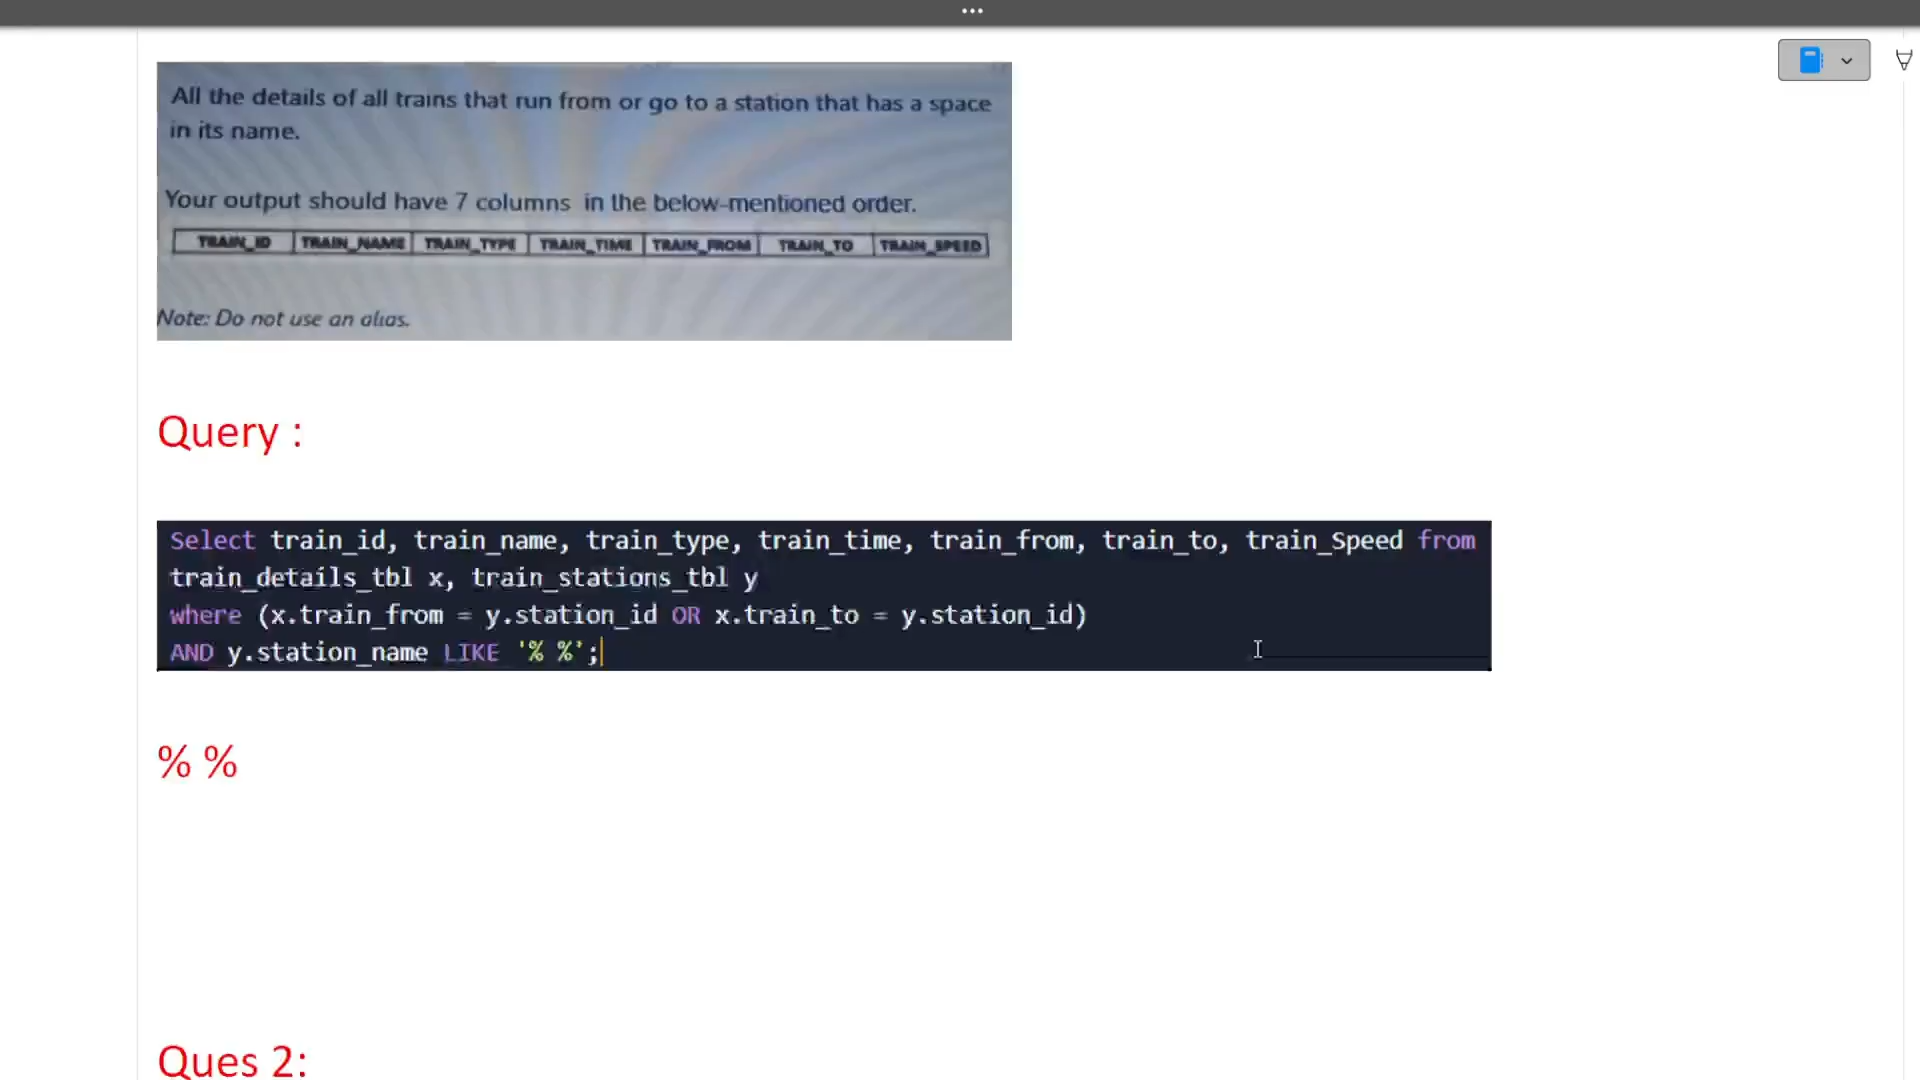 ...
All the details of all trains that run from or go to a station that has a space
in its name.
Your output should have 7 columns in the below-mentioned order.
TRAIN_ID TRAIN_NAME TRAIN_TYPE TRAIN_TIME TRAIN_FROM TRAIN_TO TRAIN_SPEED
Note: Do not use an alias.
Query :
Select train_id, train_name, train_type, train_time, train_from, train_to, train_Speed from
train_details_tbl x, train_stations_tbl y
where (x.train_from = y.station_id OR x.train_to = y.station_id)
AND y.station_name LIKE '% %';
% %
Ques 2: